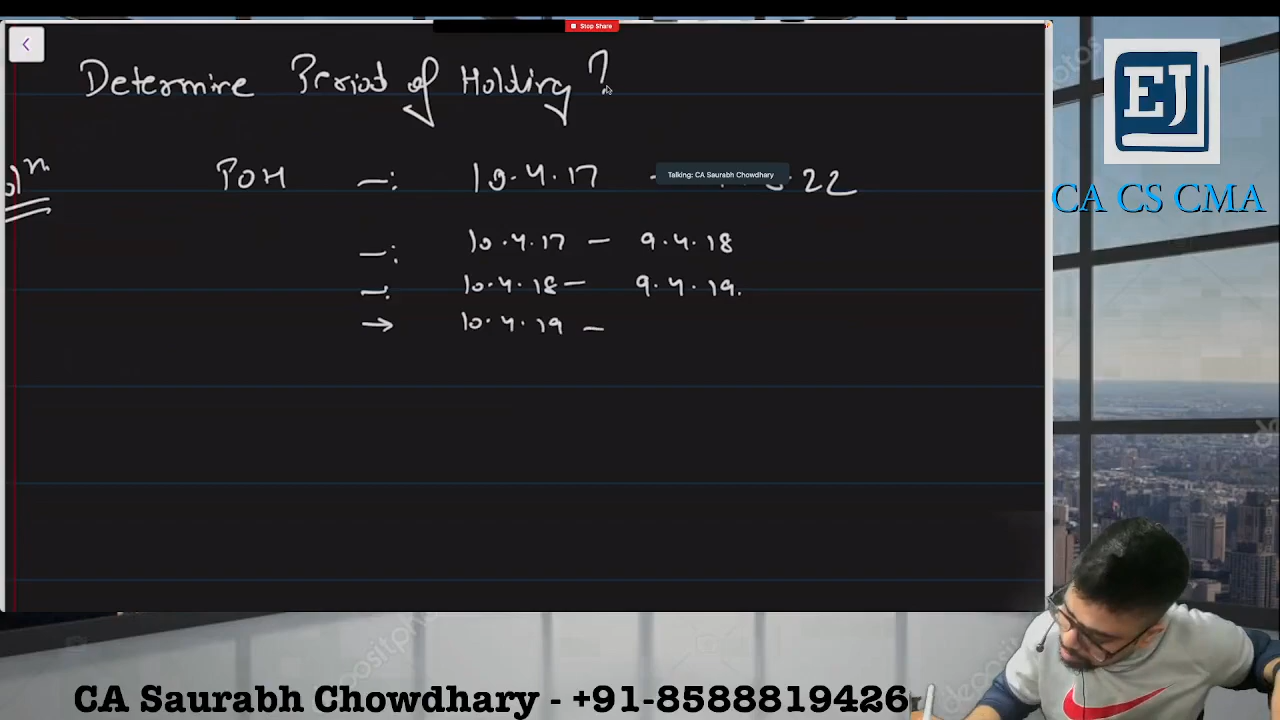 Stop Share
Determine Period of Holding ?
EJ
Talking: CA Saurabh Chowdhary
POH -: 10.4.17 - 22
CA CS CMA
-: 10.4.17 - 9.4.18
-: 10.4.18 - 9.4.19.
→ 10.4.19 -
CA Saurabh Chowdhary - +91-8588819426